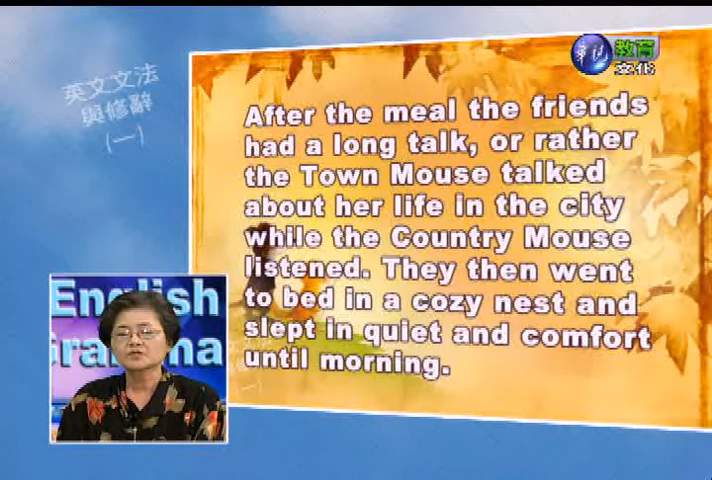 華視
教育
文化
英文文法
與修辭
(一)
After the meal the friends
had a long talk, or rather
the Town Mouse talked
about her life in the city
while the Country Mouse
listened. They then went
to bed in a cozy nest and
slept in quiet and comfort
until morning.
English
Gramma